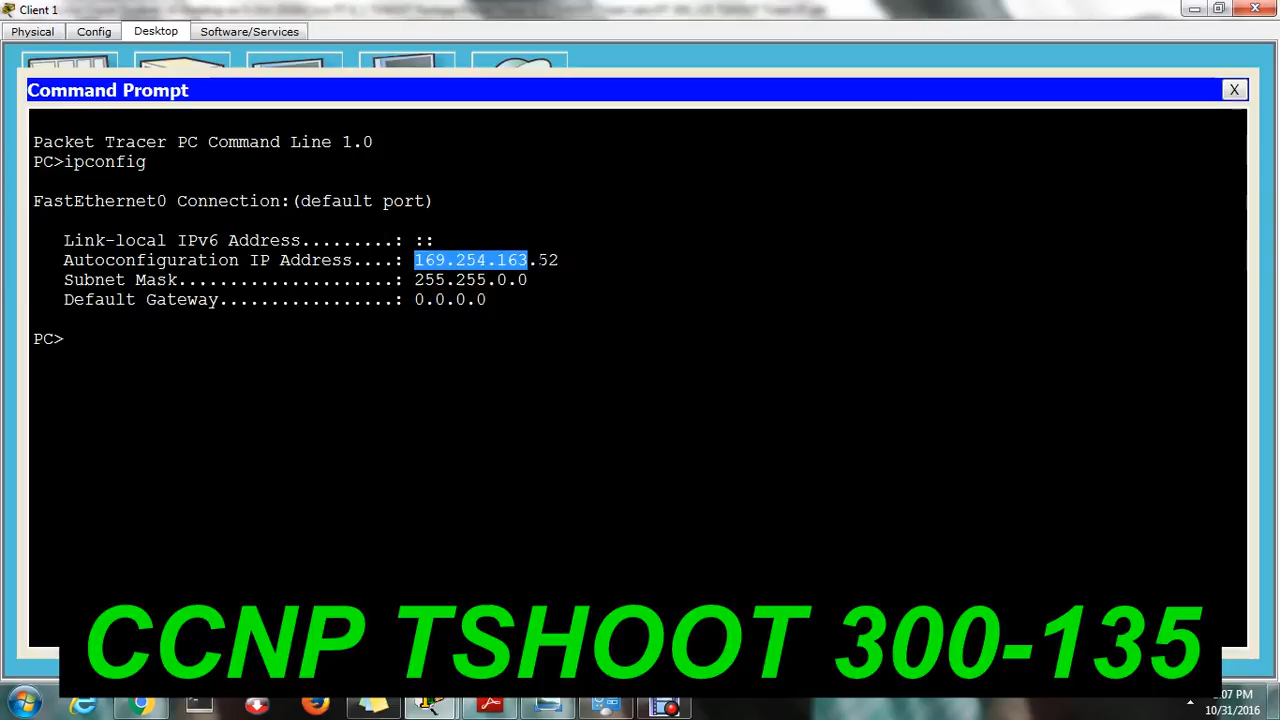 Client 1
Physical Config Desktop Software/Services
Command Prompt X
Packet Tracer PC Command Line 1.0
PC>ipconfig
FastEthernet0 Connection:(default port)
Link-local IPv6 Address.........: ::
Autoconfiguration IP Address....: 169.254.163.52
Subnet Mask.....................: 255.255.0.0
Default Gateway.................: 0.0.0.0
PC>
CCNP TSHOOT 300-135
:07 PM
10/31/2016